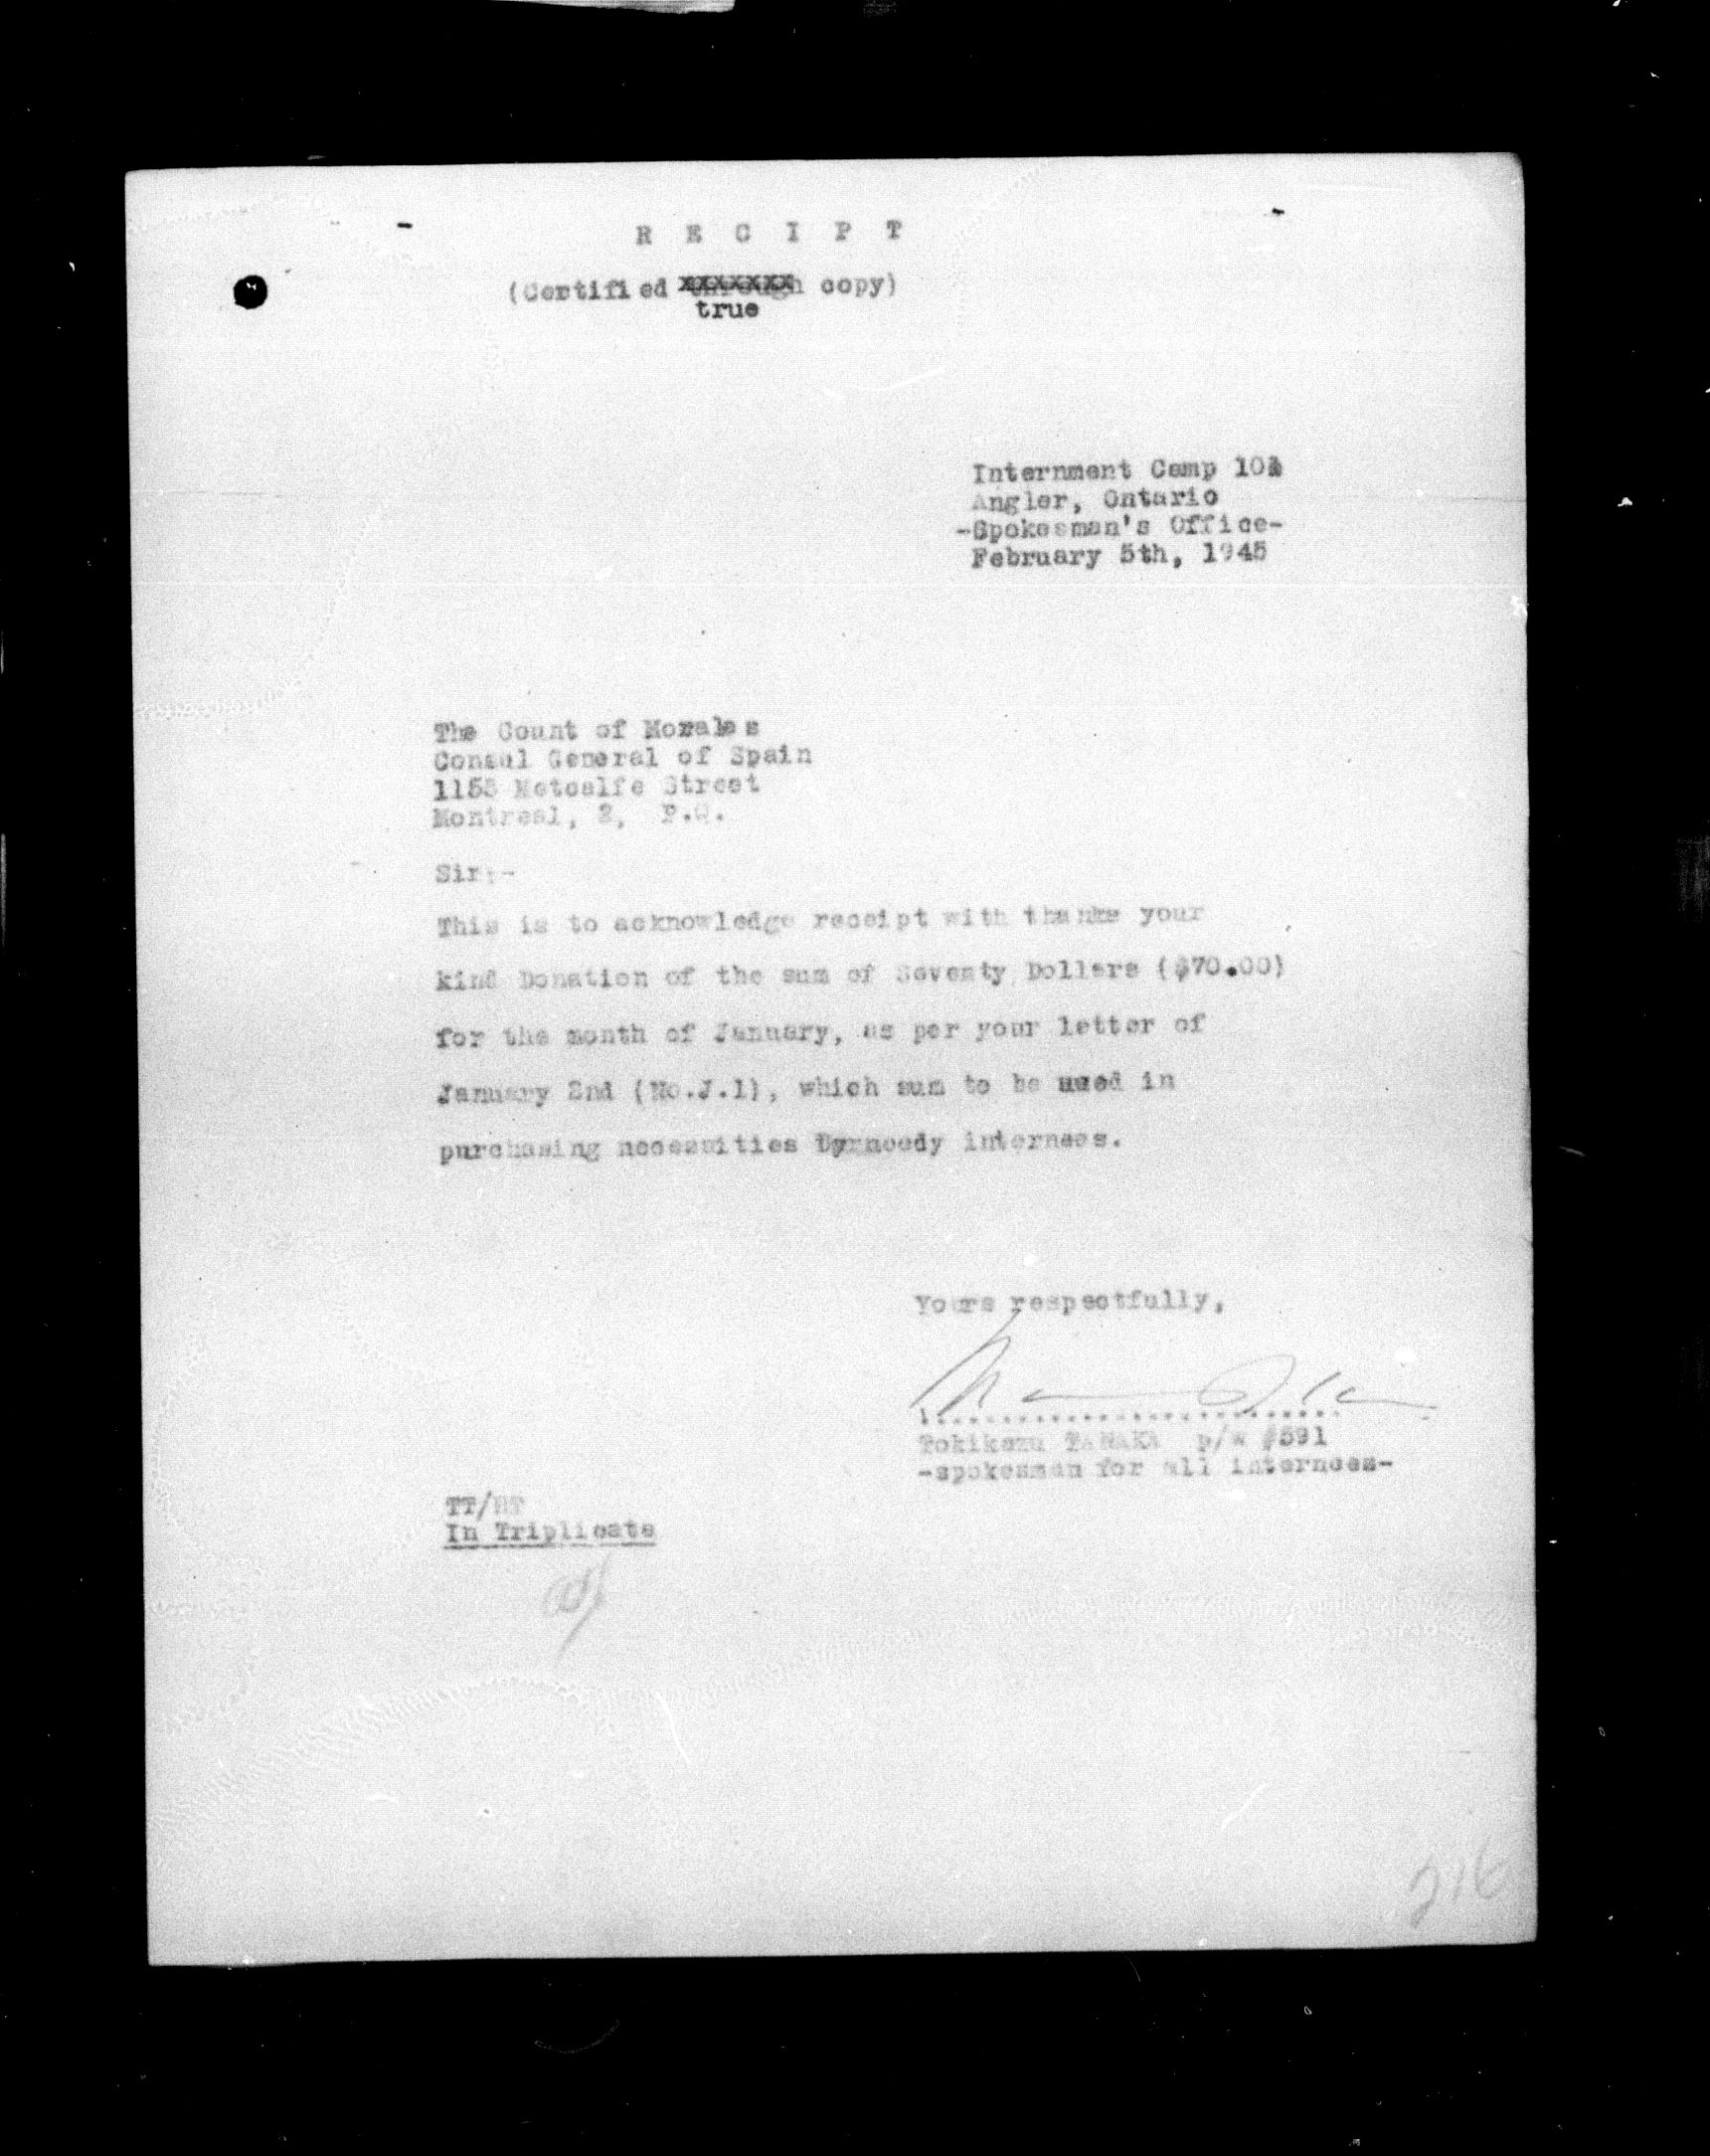 R E C I P T
(Certified through copy)
true
Internment Camp 101
Angler, Ontario
-Spokesman's Office-
February 5th, 1945
The Count of Morales
Consul General of Spain
1155 Metcalfe Street
Montreal, 2, P.Q.
Sir:-
This is to acknowledge receipt with thanks your
kind Donation of the sum of Seventy Dollars ($70.00)
for the month of January, as per your letter of
January 2nd (No.J.1), which sum to be used in
purchasing necessities by needy internees.
Yours respectfully,
Tokikazu TANAKA p/w #591
-spokesman for all internees-
In Triplicate